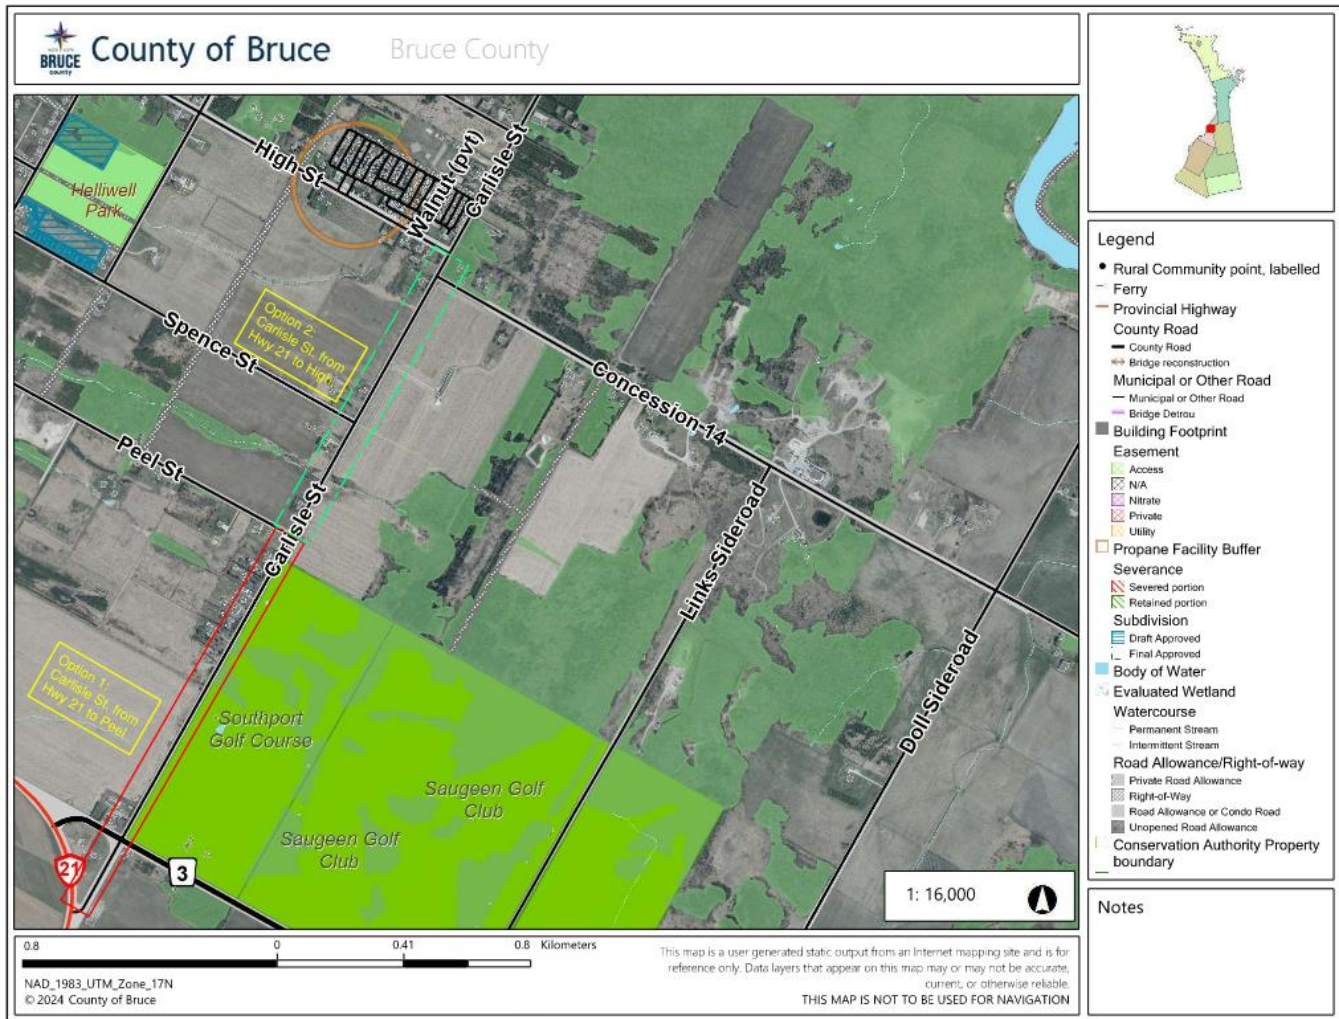 BRUCE
county
County of Bruce
Bruce County
High-St
Walnut-(pvt)
Carlisle-St
Helliwell
Park
Option 2:
Carlisle St. from
Hwy 21 to High
Spence-St
Concession-14
Peel-St
Carlisle-St
Links-Sideroad
Doll-Sideroad
Option 1:
Carlisle St. from
Hwy 21 to Peel
Southport
Golf Course
Saugeen Golf
Club
Saugeen Golf
Club
21
3
1: 16,000
Legend
Rural Community point, labelled
Ferry
Provincial Highway
County Road
County Road
Bridge reconstruction
Municipal or Other Road
Municipal or Other Road
Bridge Detrou
Building Footprint
Easement
Access
N/A
Nitrate
Private
Utility
Propane Facility Buffer
Severance
Severed portion
Retained portion
Subdivision
Draft Approved
Final Approved
Body of Water
Evaluated Wetland
Watercourse
Permanent Stream
Intermittent Stream
Road Allowance/Right-of-way
Private Road Allowance
Right-of-Way
Road Allowance or Condo Road
Unopened Road Allowance
Conservation Authority Property
boundary
Notes
0.8 0 0.41 0.8 Kilometers
NAD_1983_UTM_Zone_17N
© 2024 County of Bruce
This map is a user generated static output from an Internet mapping site and is for
reference only. Data layers that appear on this map may or may not be accurate,
current, or otherwise reliable.
THIS MAP IS NOT TO BE USED FOR NAVIGATION